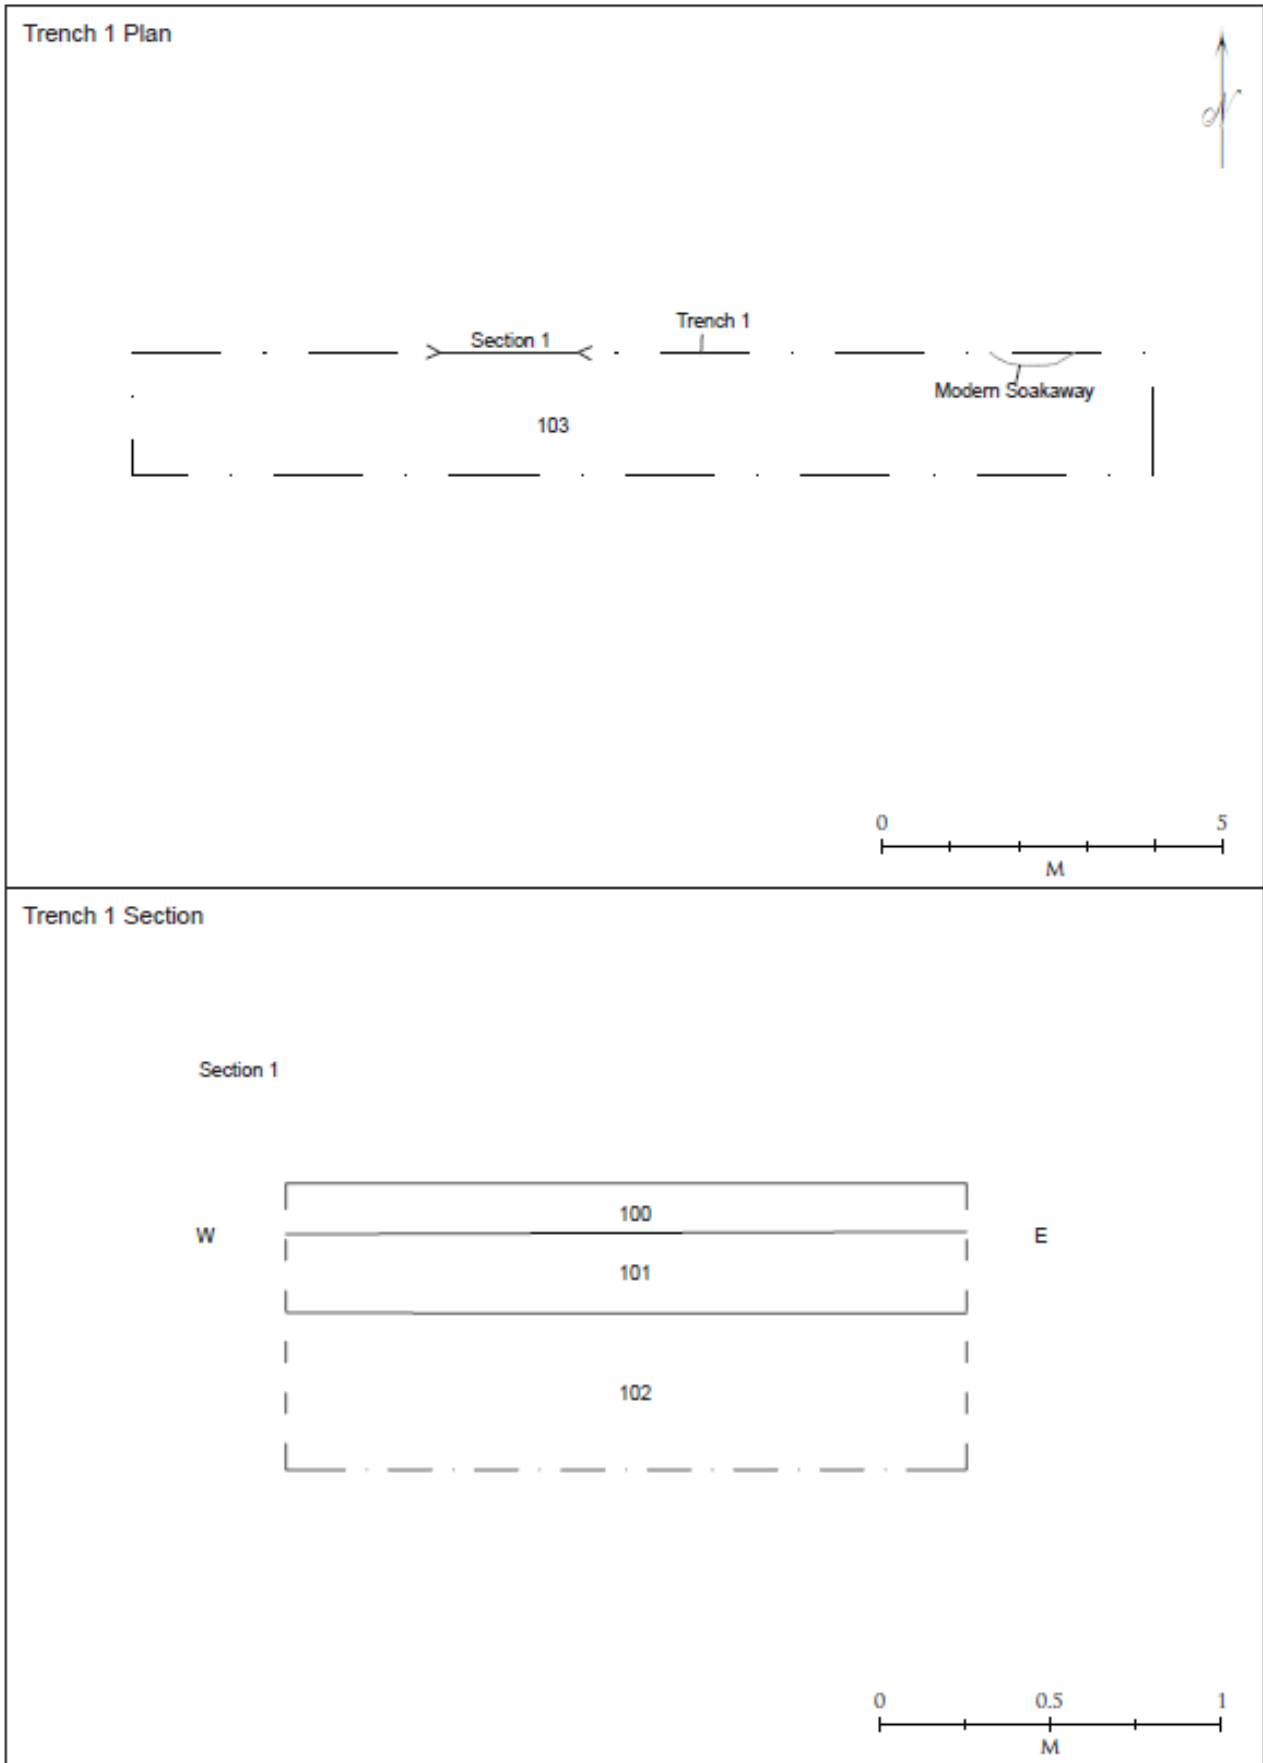 Trench 1 Plan
N
Trench 1
Section 1
Modern Soakaway
103
0 5
M
Trench 1 Section
Section 1
100
W E
101
102
0 0.5 1
M